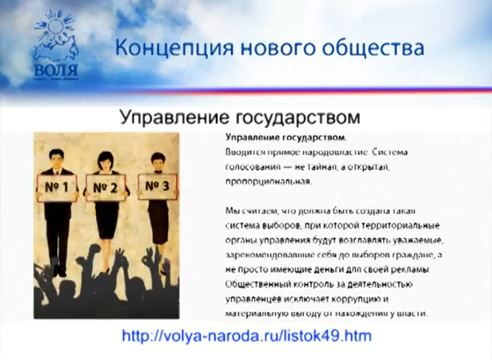 ВОЛЯ
Концепция нового общества
Управление государством
Управление государством.
Вводится прямое народовластие. Система
голосования — не тайная, а открытая,
пропорциональная.
Мы считаем, что должна быть создана такая
система выборов, при которой территориальные
органы управления будут возглавлять уважаемые,
зарекомендовавшие себя до выборов граждане, а
не просто имеющие деньги для своей рекламы.
Общественный контроль за деятельностью
управленцев исключает коррупцию и
материальную выгоду от нахождения у власти.
№ 1
№ 2
№ 3
http://volya-naroda.ru/listok49.htm